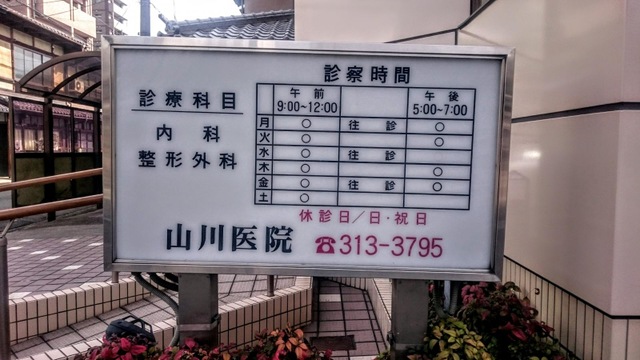 診療科目
内科
整形外科
診察時間
午前 午後
9:00~12:00 5:00~7:00
月 ○ 往診 ○
火 ○ ○
水 ○ 往診
木 ○ ○
金 ○ 往診 ○
土 ○
休診日/日・祝日
山川医院 ☎313-3795